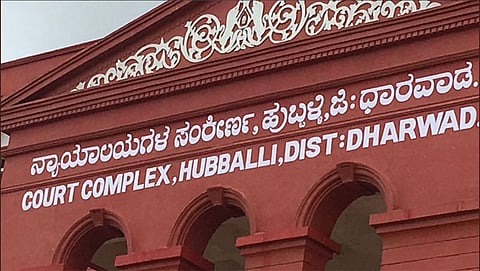 ನ್ಯಾಯಾಲಯಗಳ ಸಂಕೀರ್ಣ, ಹುಬ್ಬಳ್ಳಿ, ಜಿ: ಧಾರವಾಡ.
COURT COMPLEX, HUBBALLI, DIST: DHARWAD.